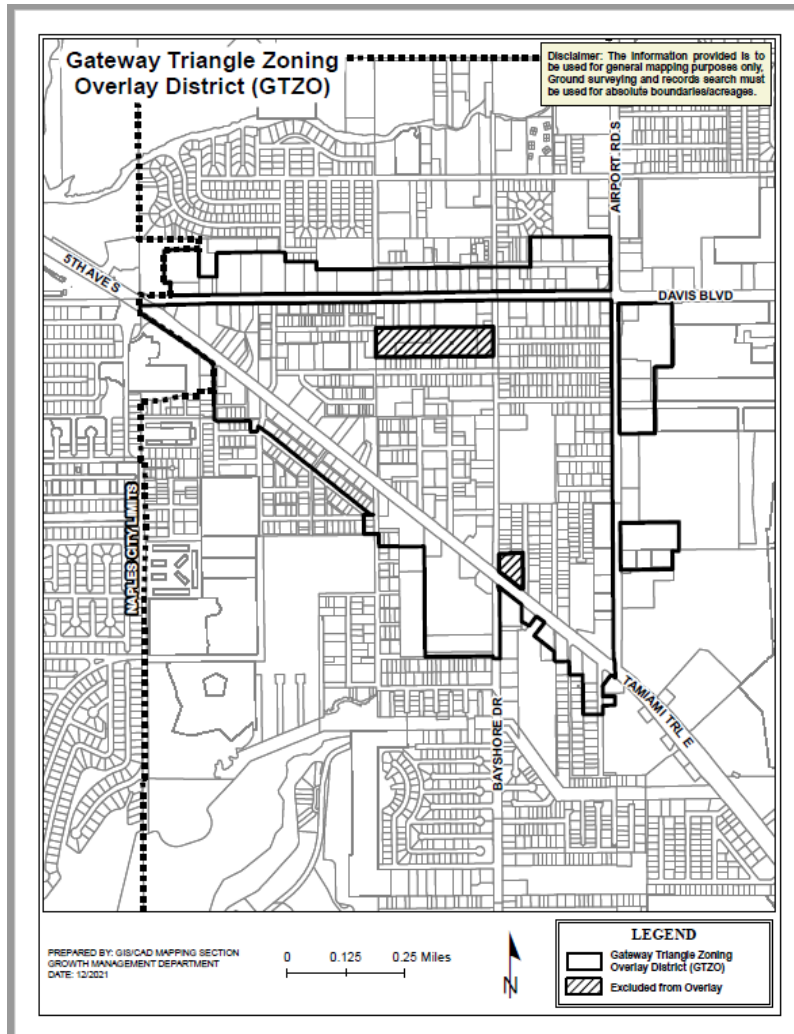 Gateway Triangle Zoning
Overlay District (GTZO)
Disclaimer: The information provided is to
be used for general mapping purposes only,
Ground surveying and records search must
be used for absolute boundaries/acreages.
AIRPORT RD S
5TH AVE S
DAVIS BLVD
NAPLES CITY LIMITS
BAYSHORE DR
TAMIAMI TRL E
PREPARED BY: GIS/CAD MAPPING SECTION
GROWTH MANAGEMENT DEPARTMENT
DATE: 12/2021
0 0.125 0.25 Miles
N
LEGEND
Gateway Triangle Zoning
Overlay District (GTZO)
Excluded from Overlay